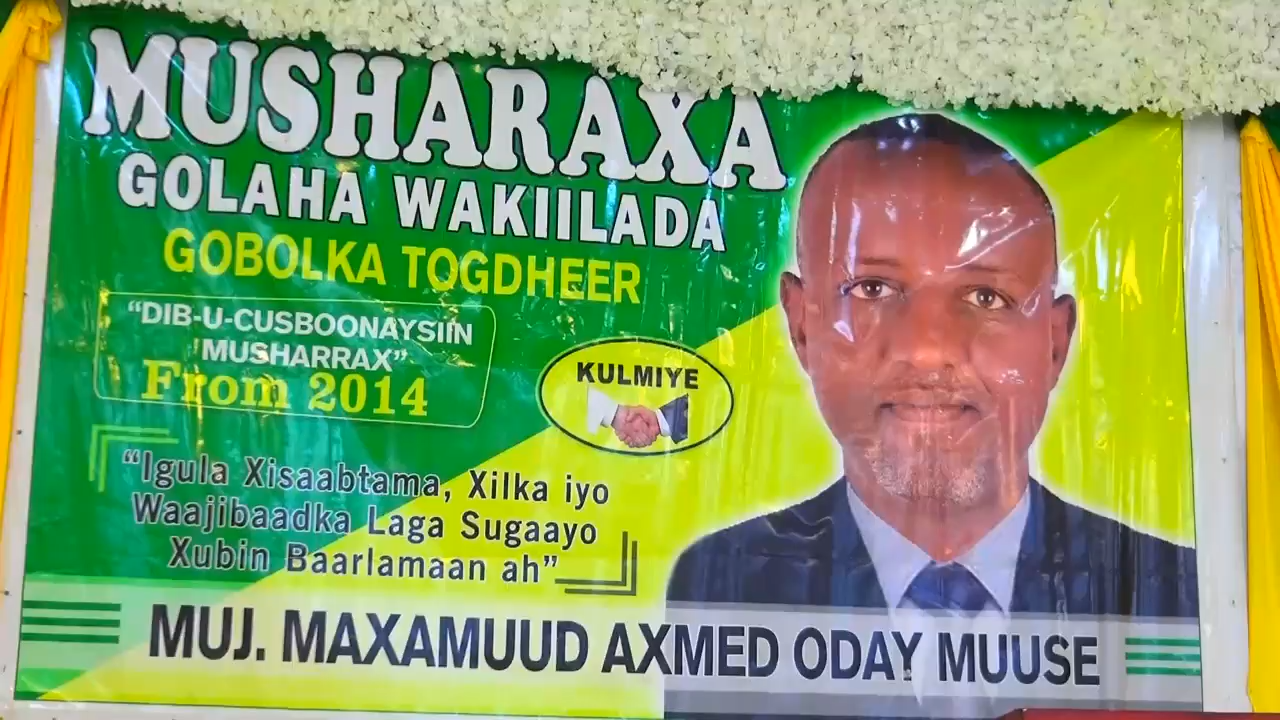 MUSHARAXA
GOLAHA WAKIILADA
GOBOLKA TOGDHEER
"DIB-U-CUSBOONAYSIIN
MUSHARRAX"
From 2014
KULMIYE
"Igula Xisaabtama, Xilka iyo
Waajibaadka Laga Sugaayo
Xubin Baarlamaan ah"
MUJ. MAXAMUUD AXMED ODAY MUUSE